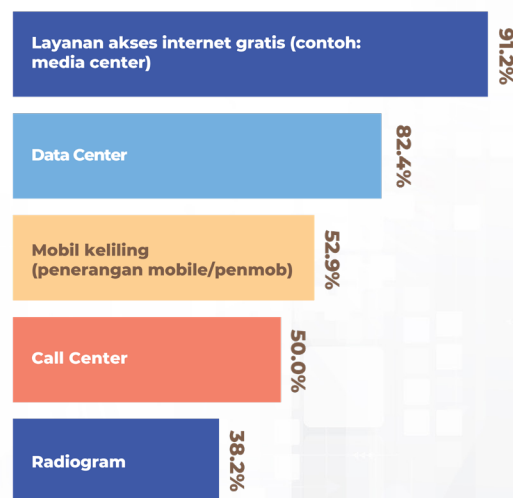 Layanan akses internet gratis (contoh:
media center)
91.2%
Data Center
82.4%
Mobil keliling
(penerangan mobile/penmob)
52.9%
Call Center
50.0%
Radiogram
38.2%